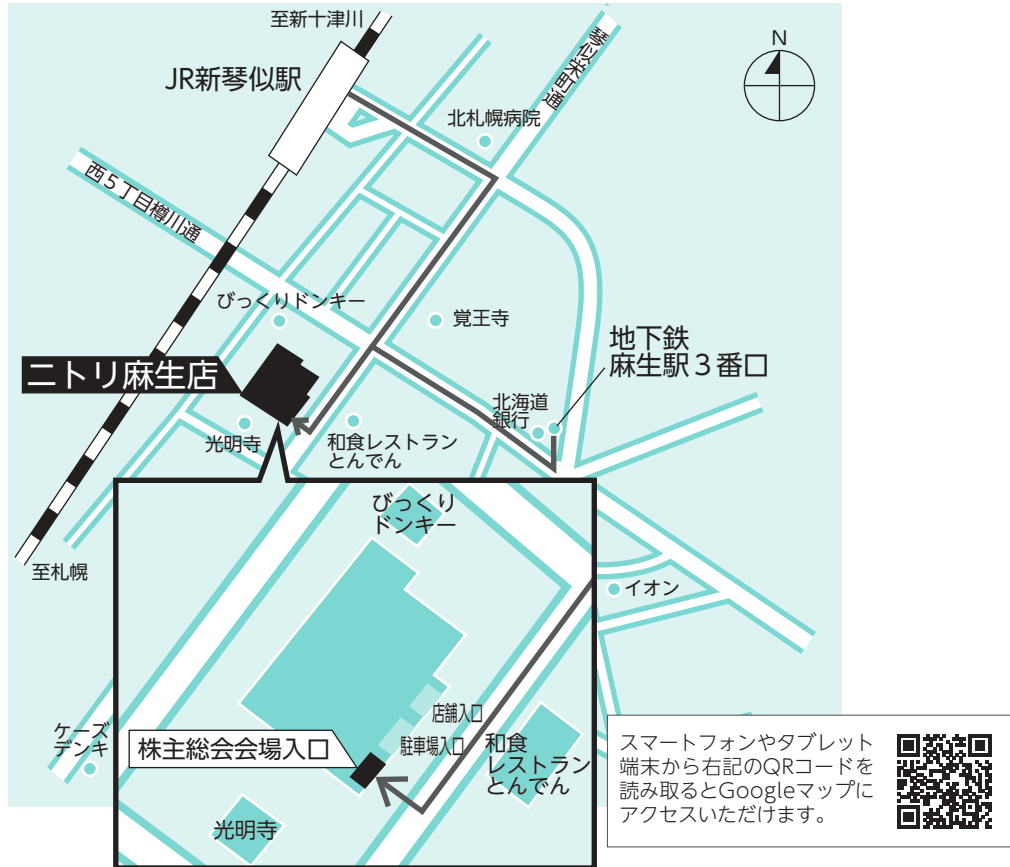 至新十津川
N
JR新琴似駅
琴似栄町通
北札幌病院
西5丁目樽川通
びっくりドンキー
覚王寺
地下鉄
麻生駅3番口
ニトリ麻生店
北海道
銀行
光明寺
和食レストラン
とんでん
びっくり
ドンキー
至札幌
イオン
店舗入口
ケーズ
デンキ
株主総会会場入口
駐車場入口
和食
レストラン
とんでん
光明寺
スマートフォンやタブレット
端末から右記のQRコードを
読み取るとGoogleマップに
アクセスいただけます。